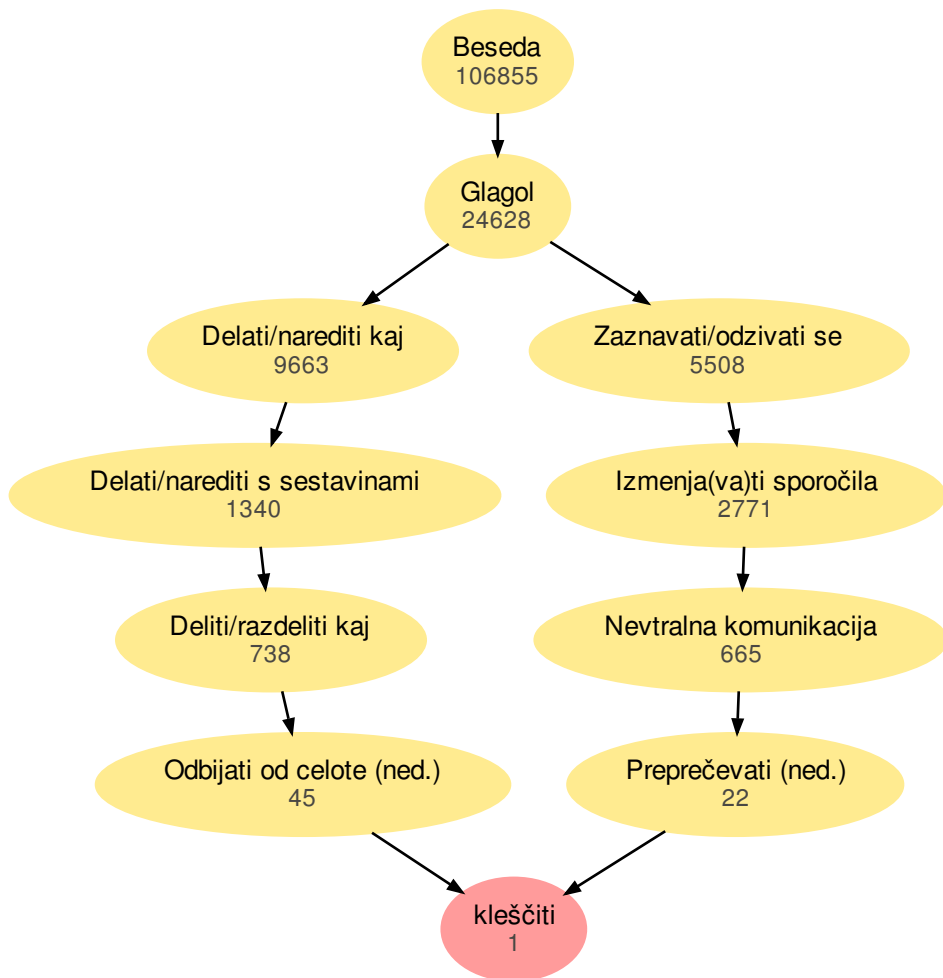 Beseda
106855
Glagol
24628
Delati/narediti kaj
9663
Zaznavati/odzivati se
5508
Delati/narediti s sestavinami
1340
Izmenja(va)ti sporočila
2771
Deliti/razdeliti kaj
738
Nevtralna komunikacija
665
Odbijati od celote (ned.)
45
Preprečevati (ned.)
22
kleščiti
1